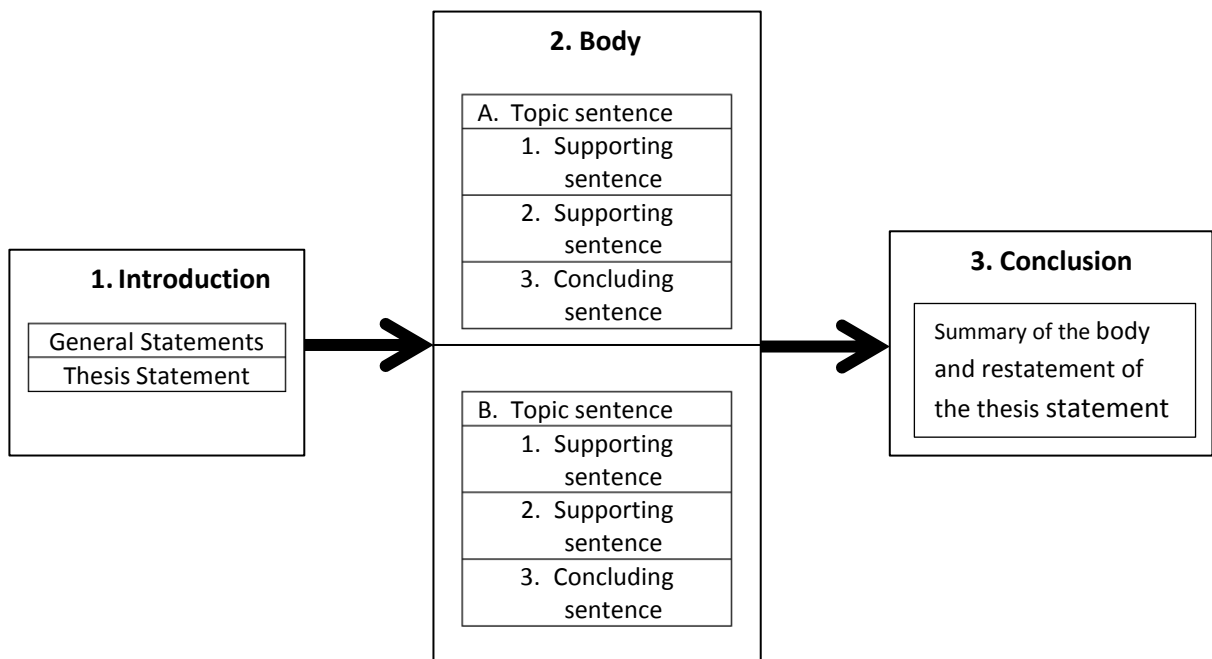 1. Introduction
General Statements
Thesis Statement
2. Body
A. Topic sentence
1. Supporting
sentence
2. Supporting
sentence
3. Concluding
sentence
B. Topic sentence
1. Supporting
sentence
2. Supporting
sentence
3. Concluding
sentence
3. Conclusion
Summary of the body
and restatement of
the thesis statement